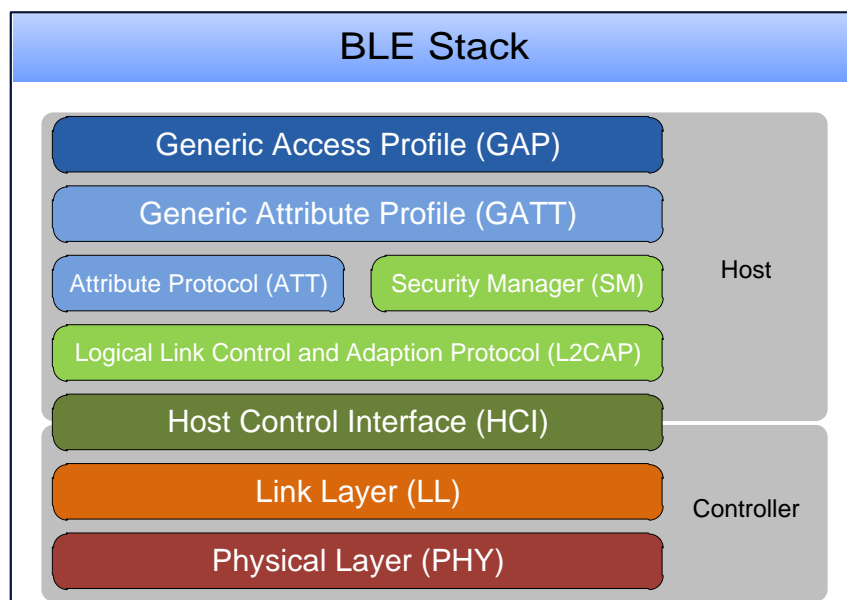 BLE Stack
Generic Access Profile (GAP)
Generic Attribute Profile (GATT)
Attribute Protocol (ATT)
Security Manager (SM)
Host
Logical Link Control and Adaption Protocol (L2CAP)
Host Control Interface (HCI)
Link Layer (LL)
Controller
Physical Layer (PHY)